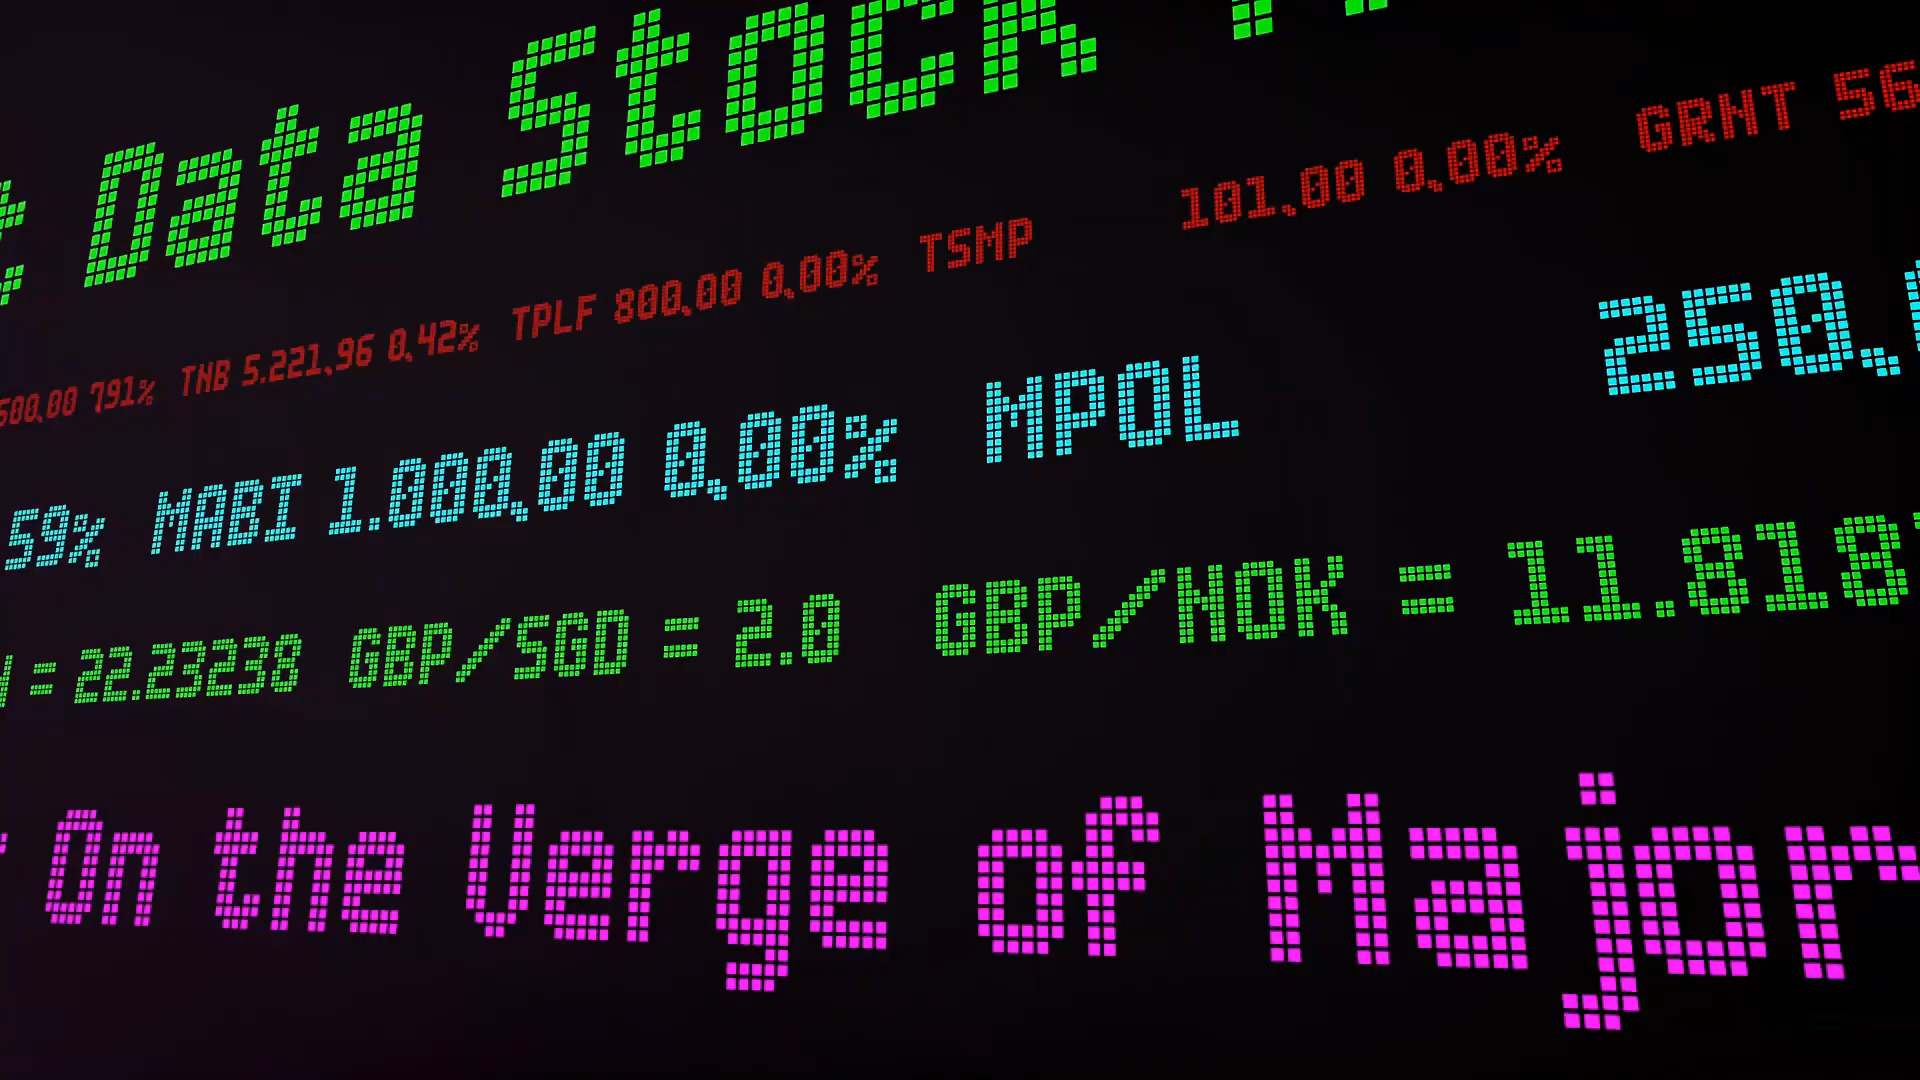 Data Stock
500,00 791% TNB 5.221,96 0,42% TPLF 800,00 0,00% TSMP 101,00 0,00% GRNT 56
59% MABI 1.000,00 0,00% MPOL 250,0
= 22.23238 GBP/SGD = 2.0 GBP/NOK = 11.818
On the Verge of Major